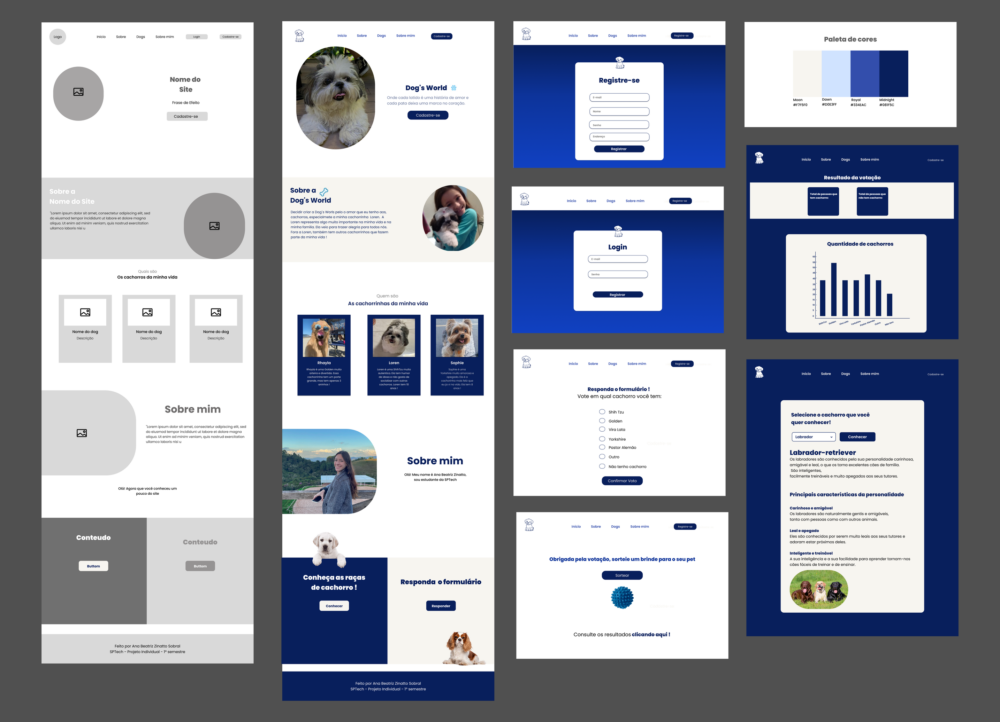 Logo
Inicio
Sobre
Dogs
Sobre mim
Login
Cadastre-se
Nome do
Site
Frase de Efeito
Cadastre-se
Sobre a
Nome do Site
"Lorem ipsum dolor sit amet, consectetur adipiscing elit, sed
do eiusmod tempor incididunt ut labore et dolore magna
aliqua. Ut enim ad minim veniam, quis nostrud exercitation
ullamco laboris nisi u
Quais são
Os cachorros da minha vida
Nome do dog
Descrição
Nome do dog
Descrição
Nome do dog
Descrição
Sobre mim
"Lorem ipsum dolor sit amet, consectetur adipiscing elit, sed
do eiusmod tempor incididunt ut labore et dolore magna
aliqua. Ut enim ad minim veniam, quis nostrud exercitation
ullamco laboris nisi u
Olá! Agora que você conheceu um
pouco do site
Conteudo
Buttom
Conteudo
Buttom
Feito por Ana Beatriz Zinatto Sobral
SPTech - Projeto Individual - 1º semestre
Inicio
Sobre
Dogs
Sobre mim
Cadastre-se
Dog's World
Onde cada latido é uma história de amor e
cada pata deixa uma marca no coração.
Cadastre-se
Sobre a
Dog's World
Decidir criar a Dog's Worls pelo o amor que eu tenho aos,
cachorros, especialmete a minha cachorrinha Loren. A
Loren representa algo muito importante na minha vida e na
minha familia. Ela veio para trazer alegria para todos nós.
Fora a Loren, também tem outros cachorrinhos que fazem
parte da minha vida !
Quem são
As cachorrinhas da minha vida
Rhayla
Rhayla é uma Golden muito
arteira e divertida. Essa
cachorrinha tem um porte
grande, mas tem apenas 3
aninhos !
Loren
Loren é uma ShihTzu muito
autentica. Ela tem humor
de idosa e não gosta de
socializar com outros
cachorros. Loren tem 10
anos !
Sophie
Sophie é uma
Yorkshire muito amorosa e
apegada. Ela é a
cachorinha mais feliz que
eu ja vi na vida. Ela tem 8
anos !
Sobre mim
Olá! Meu nome é Ana Beatriz Zinatto,
sou estudante da SPTech
Conheça as raças
de cachorro !
Conhecer
Responda o formulário
Responder
Feito por Ana Beatriz Zinatto Sobral
SPTech - Projeto Individual - 1º semestre
Inicio
Sobre
Dogs
Sobre mim
Registre-se
Registre-se
E-mail
Nome
Senha
Endereço
Registrar
Inicio
Sobre
Dogs
Sobre mim
Registre-se
Login
E-mail
Senha
Registrar
Inicio
Sobre
Dogs
Sobre mim
Registre-se
Responda o formulário !
Vote em qual cachorro você tem:
Shih Tzu
Golden
Vira Lata
Yorkshire
Pastor Alemão
Outro
Não tenho cachorro
Confirmar Voto
Inicio
Sobre
Dogs
Sobre mim
Registre-se
Obrigada pela votação, sorteie um brinde para o seu pet
Sortear
Consulte os resultados clicando aqui !
Paleta de cores
Moon
#F7F5F0
Dawn
#D0E3FF
Royal
#334EAC
Midnight
#081F5C
Inicio
Sobre
Dogs
Sobre mim
Cadastre-se
Resultado da votação
Total de pessoas que
tem cachorro:
Total de pessoas que
não tem cachorro:
Quantidade de cachorros
60
55
50
45
40
35
30
25
20
15
10
5
0
ShihTzu
Golden
Vira Lata
Yorkshire
Pastor Alemão
Outro
Não tem
Inicio
Sobre
Dogs
Sobre mim
Cadastre-se
Selecione o cachorro que você
quer conhecer!
Labrador
Conhecer
Labrador-retriever
Os labradores são conhecidos pela sua personalidade carinhosa,
amigável e leal, o que os torna excelentes cães de família.
São inteligentes,
facilmente treináveis e muito apegados aos seus tutores.
Principais características da personalidade
Carinhoso e amigável
Os labradores são naturalmente gentis e amigáveis,
tanto com pessoas como com outros animais.
Leal e apegado
Eles são conhecidos por serem muito leais aos seus tutores e
adoram estar próximos deles.
Inteligente e treinável
A sua inteligência e a sua facilidade para aprender tornam-nos
cães fáceis de treinar e de ensinar.